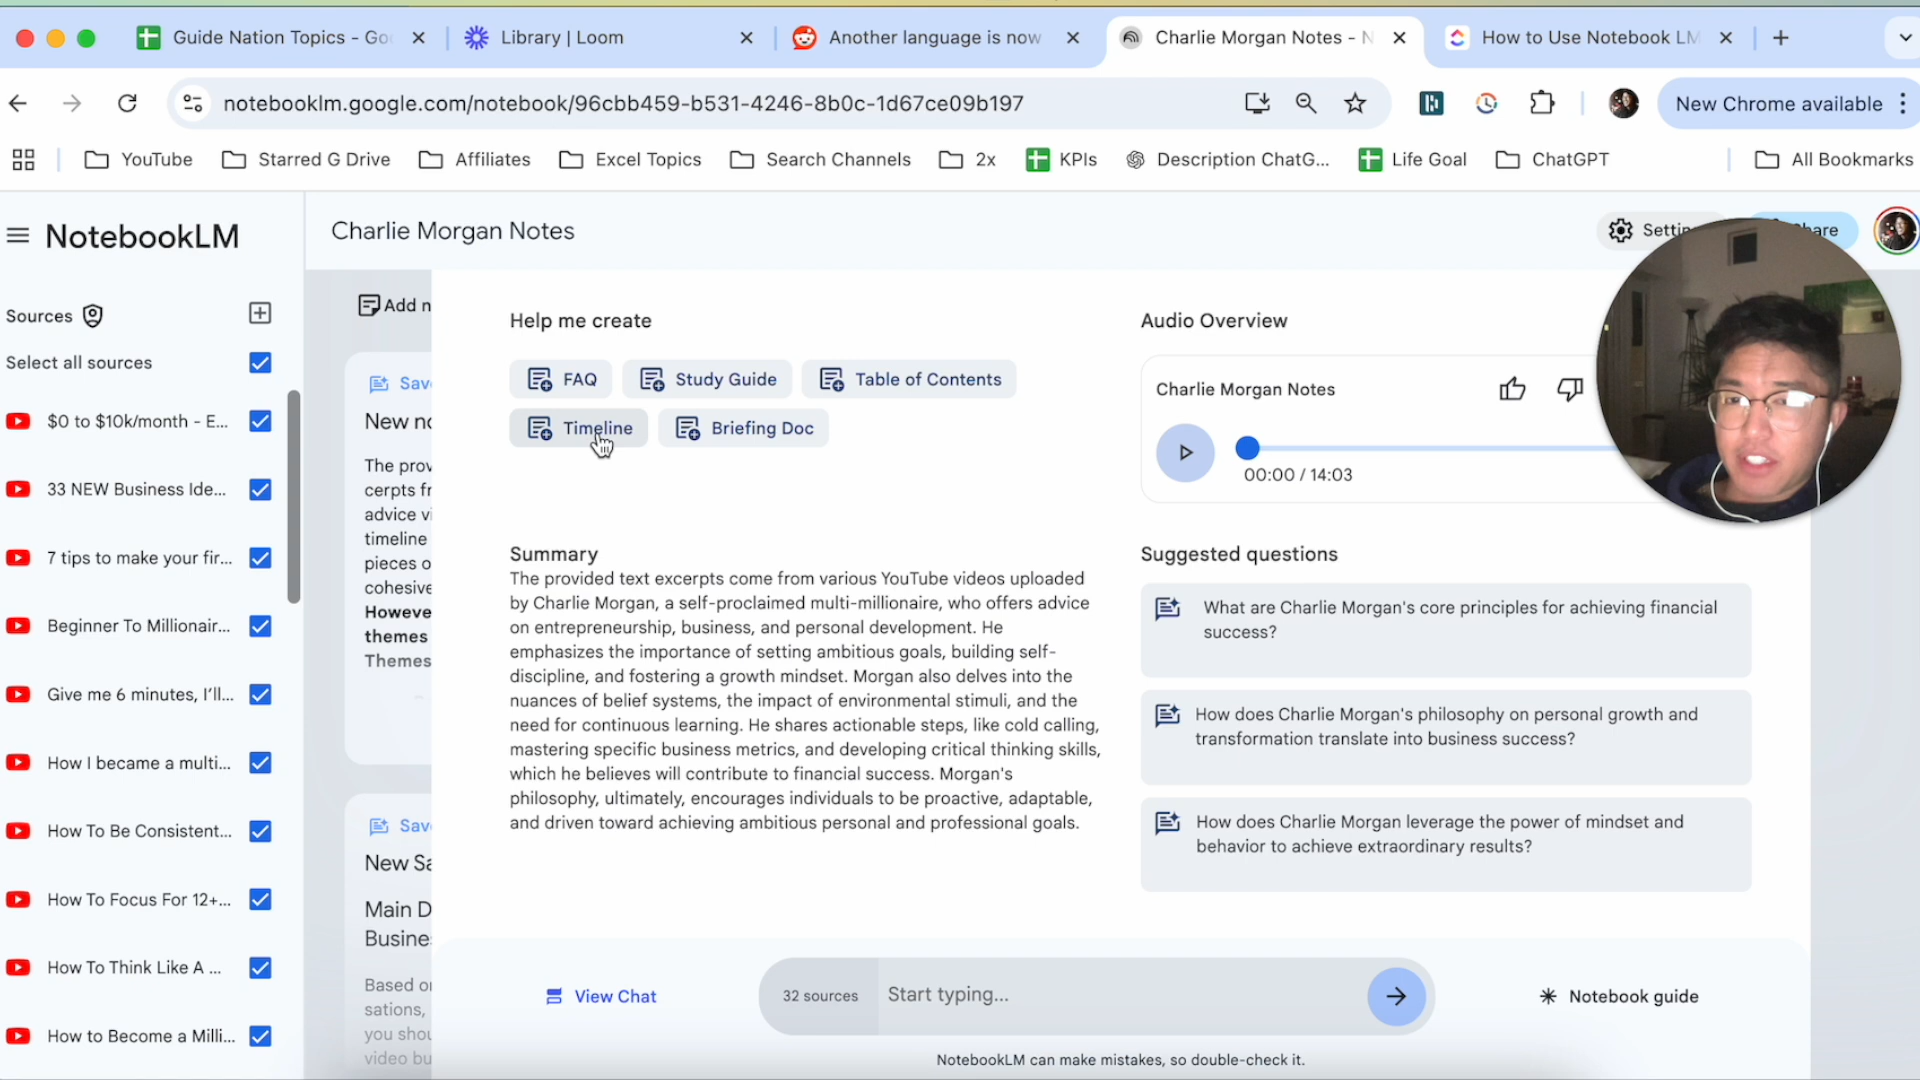 Guide Nation Topics - Goo
Library | Loom
Another language is now
Charlie Morgan Notes - N
How to Use Notebook LM
notebooklm.google.com/notebook/96cbb459-b531-4246-8b0c-1d67ce09b197
New Chrome available
YouTube
Starred G Drive
Affiliates
Excel Topics
Search Channels
2x
KPIs
Description ChatG...
Life Goal
ChatGPT
All Bookmarks
NotebookLM
Charlie Morgan Notes
Settin
hare
Sources
Select all sources
$0 to $10k/month - E...
33 NEW Business Ide...
7 tips to make your fir...
Beginner To Millionair...
Give me 6 minutes, I'll...
How I became a multi...
How To Be Consistent...
How To Focus For 12+...
How To Think Like A ...
How to Become a Milli...
Add n
Save
New no
The prov
cerpts fr
advice vi
timeline
pieces o
cohesive
Howeve
themes
Themes
Save
New Sa
Main D
Busine
Based on
sations,
you shou
video bu
Help me create
FAQ
Study Guide
Table of Contents
Timeline
Briefing Doc
Summary
The provided text excerpts come from various YouTube videos uploaded
by Charlie Morgan, a self-proclaimed multi-millionaire, who offers advice
on entrepreneurship, business, and personal development. He
emphasizes the importance of setting ambitious goals, building self-
discipline, and fostering a growth mindset. Morgan also delves into the
nuances of belief systems, the impact of environmental stimuli, and the
need for continuous learning. He shares actionable steps, like cold calling,
mastering specific business metrics, and developing critical thinking skills,
which he believes will contribute to financial success. Morgan's
philosophy, ultimately, encourages individuals to be proactive, adaptable,
and driven toward achieving ambitious personal and professional goals.
Audio Overview
Charlie Morgan Notes
00:00 / 14:03
Suggested questions
What are Charlie Morgan's core principles for achieving financial
success?
How does Charlie Morgan's philosophy on personal growth and
transformation translate into business success?
How does Charlie Morgan leverage the power of mindset and
behavior to achieve extraordinary results?
View Chat
32 sources
Start typing...
Notebook guide
NotebookLM can make mistakes, so double-check it.